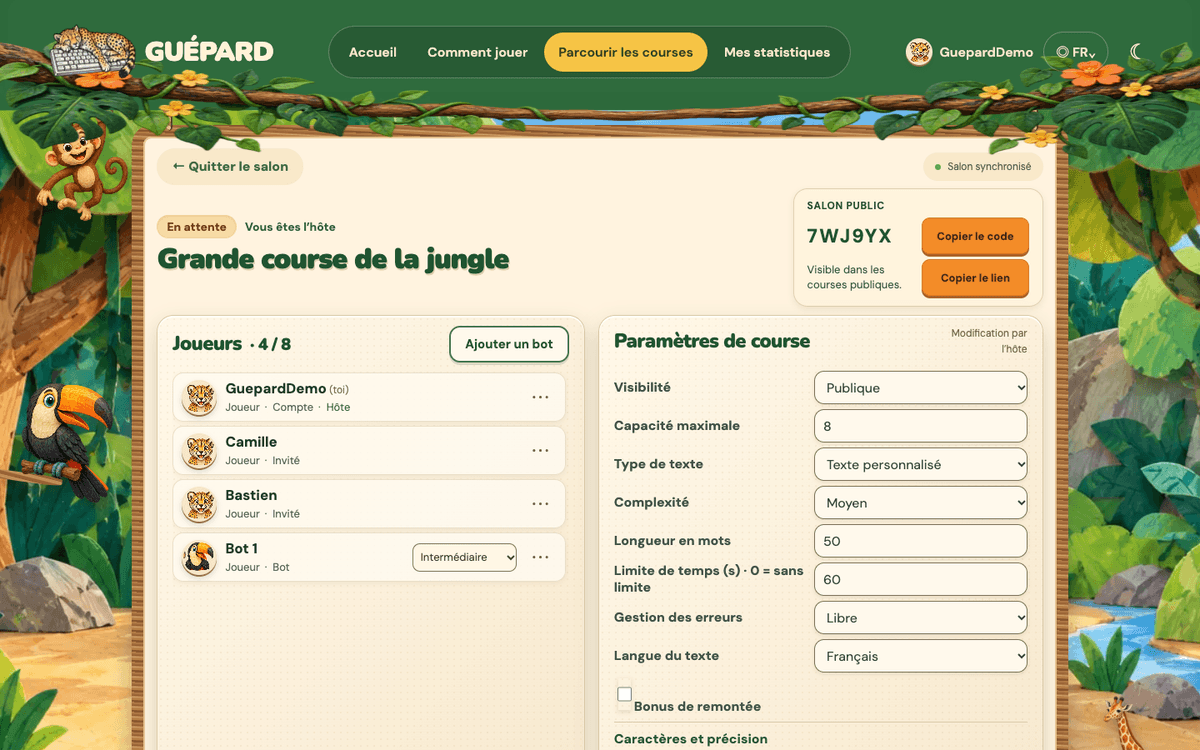 GUÉPARD
Accueil
Comment jouer
Parcourir les courses
Mes statistiques
GuepardDemo
FR
← Quitter le salon
Salon synchronisé
En attente
Vous êtes l'hôte
Grande course de la jungle
SALON PUBLIC
7WJ9YX
Copier le code
Visible dans les
courses publiques.
Copier le lien
Joueurs · 4 / 8
Ajouter un bot
GuepardDemo (toi)
Joueur · Compte · Hôte
···
Camille
Joueur · Invité
···
Bastien
Joueur · Invité
···
Bot 1
Joueur · Bot
Intermédiaire
···
Paramètres de course
Modification par
l'hôte
Visibilité
Publique
Capacité maximale
8
Type de texte
Texte personnalisé
Complexité
Moyen
Longueur en mots
50
Limite de temps (s) · 0 = sans
limite
60
Gestion des erreurs
Libre
Langue du texte
Français
Bonus de remontée
Caractères et précision